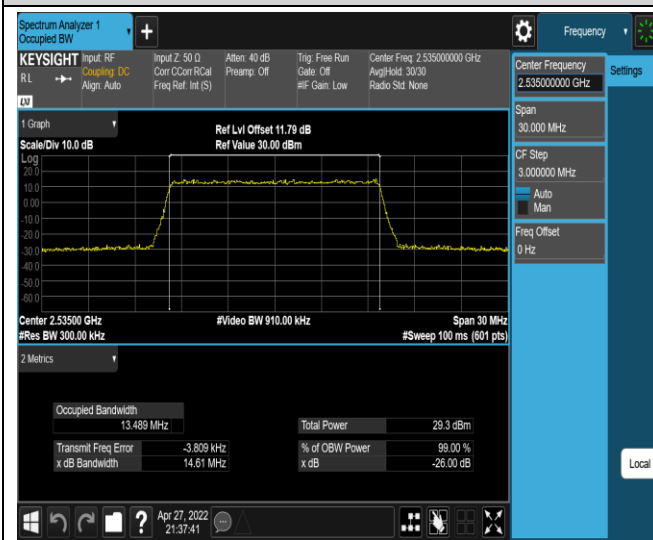 Spectrum Analyzer 1
Occupied BW
+
Frequency
KEYSIGHT
Input: RF
Input Z: 50 Ω
Atten: 40 dB
Trig: Free Run
Center Freq: 2.535000000 GHz
RL
Coupling: DC
Corr CCorr RCal
Preamp: Off
Gate: Off
Avg|Hold: 30/30
Align: Auto
Freq Ref: Int (S)
#IF Gain: Low
Radio Std: None
LXI
Center Frequency
2.535000000 GHz
Settings
Span
30.000 MHz
CF Step
3.000000 MHz
Auto
Man
Freq Offset
0 Hz
1 Graph
Ref Lvl Offset 11.79 dB
Scale/Div 10.0 dB
Ref Value 30.00 dBm
Log
20.0
10.0
0.00
-10.0
-20.0
-30.0
-50.0
-60.0
Center 2.53500 GHz
#Video BW 910.00 kHz
Span 30 MHz
#Res BW 300.00 kHz
#Sweep 100 ms (601 pts)
2 Metrics
Occupied Bandwidth
13.489 MHz
Total Power
29.3 dBm
Transmit Freq Error
-3.809 kHz
% of OBW Power
99.00 %
x dB Bandwidth
14.61 MHz
x dB
-26.00 dB
Local
?
Apr 27, 2022
21:37:41